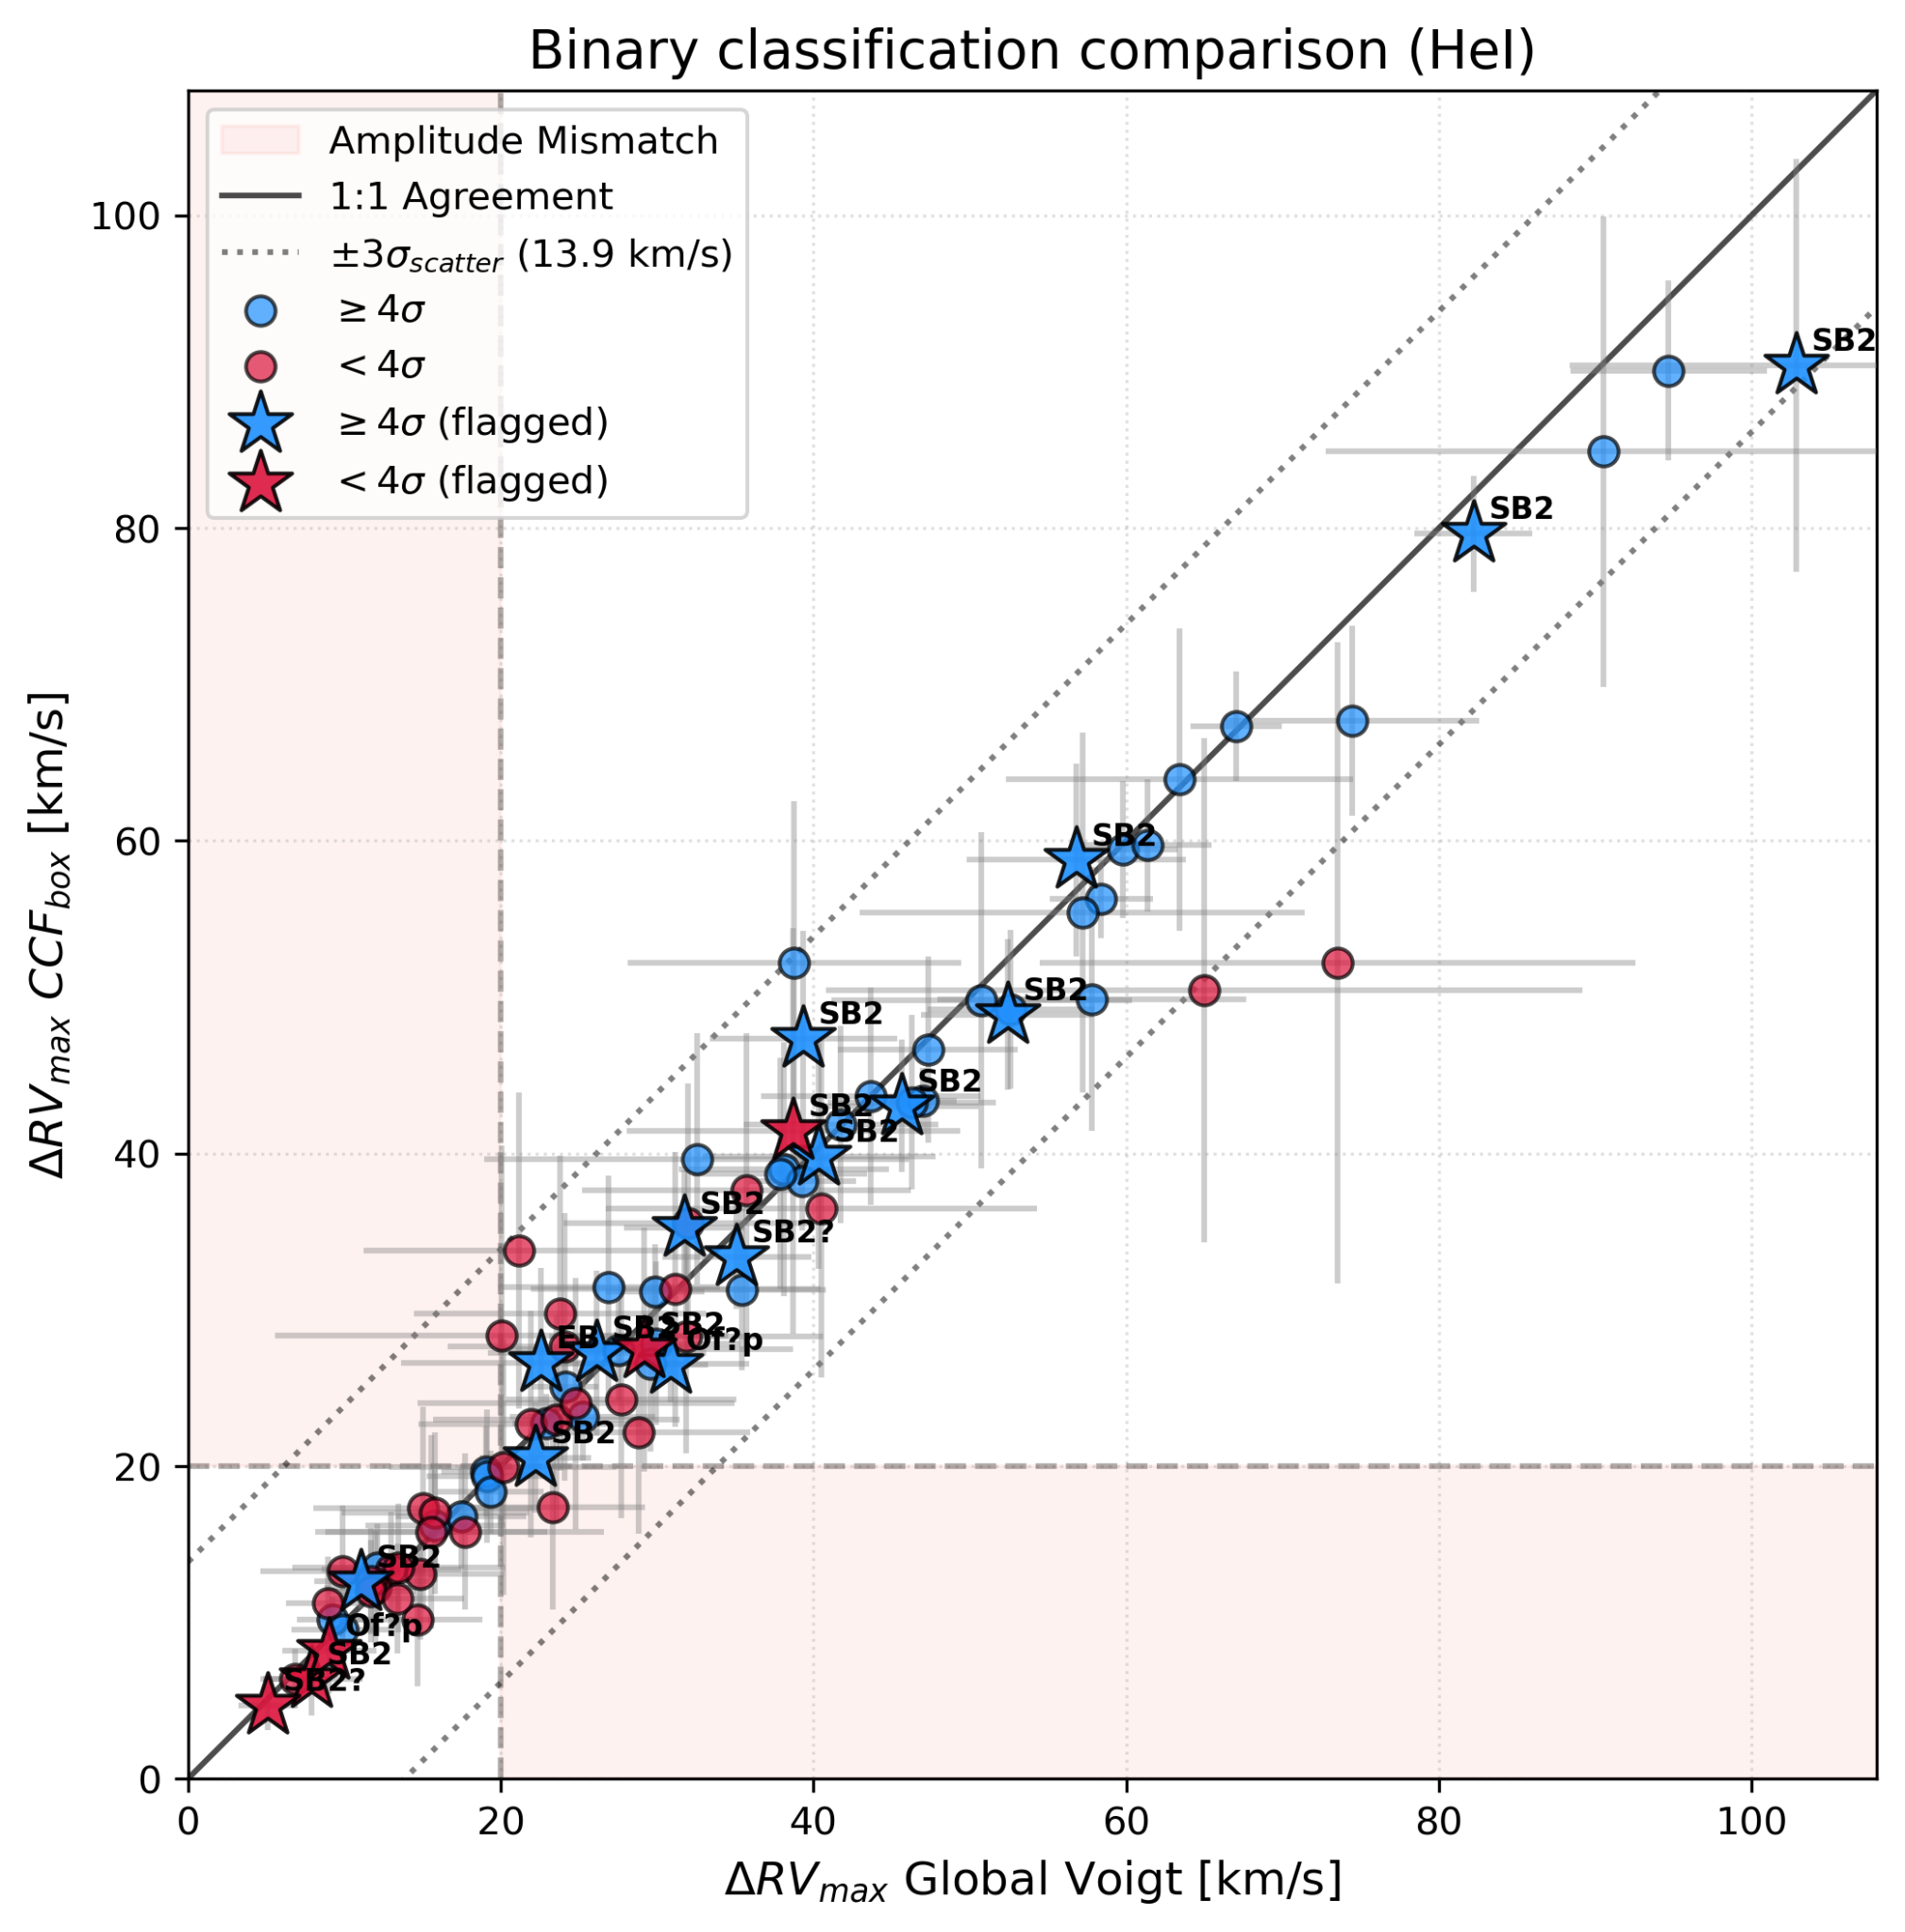 Binary classification comparison (HeI)
Amplitude Mismatch
1:1 Agreement
±3σscatter (13.9 km/s)
≥ 4σ
< 4σ
≥ 4σ (flagged)
< 4σ (flagged)
SB2
SB2
SB2
SB2
SB2
SB2
SB2
SB2
SB2
SB2?
EB
SB2
SB2
Of?p
SB2
SB2
Of?p
SB2
SB2?
100
80
60
40
20
0
0 20 40 60 80 100
ΔRVmax CCFbox [km/s]
ΔRVmax Global Voigt [km/s]